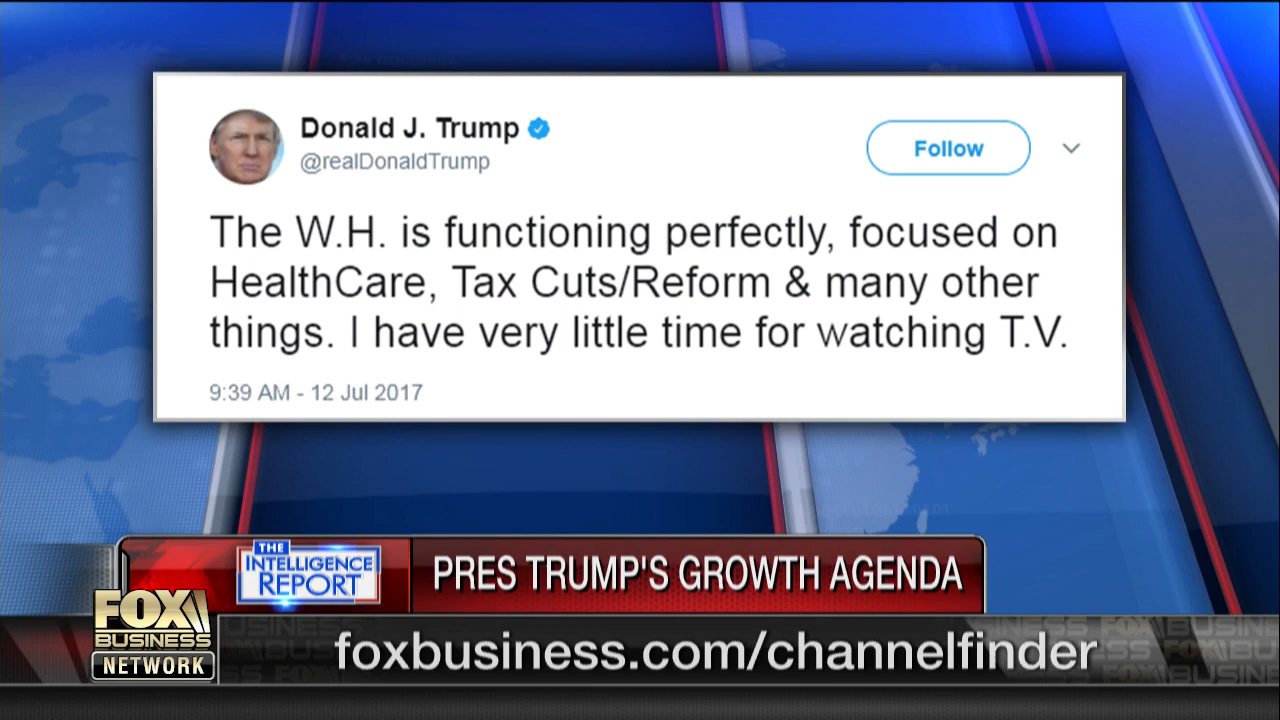 Donald J. Trump
@realDonaldTrump
Follow
The W.H. is functioning perfectly, focused on
HealthCare, Tax Cuts/Reform & many other
things. I have very little time for watching T.V.
9:39 AM - 12 Jul 2017
THE
INTELLIGENCE
REPORT
PRES TRUMP'S GROWTH AGENDA
FOX
BUSINESS
NETWORK
foxbusiness.com/channelfinder